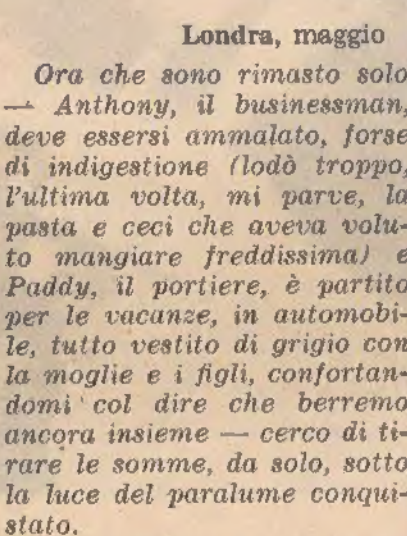 Londra, maggio
Ora che sono rimasto solo
— Anthony, il businessman,
deve essersi ammalato, forse
di indigestione (lodò troppo,
l'ultima volta, mi parve, la
pasta e ceci che aveva volu-
to mangiare freddissima) e
Paddy, il portiere, è partito
per le vacanze, in automobi-
le, tutto vestito di grigio con
la moglie e i figli, confortan-
domi col dire che berremo
ancora insieme — cerco di ti-
rare le somme, da solo, sotto
la luce del paralume conqui-
stato.